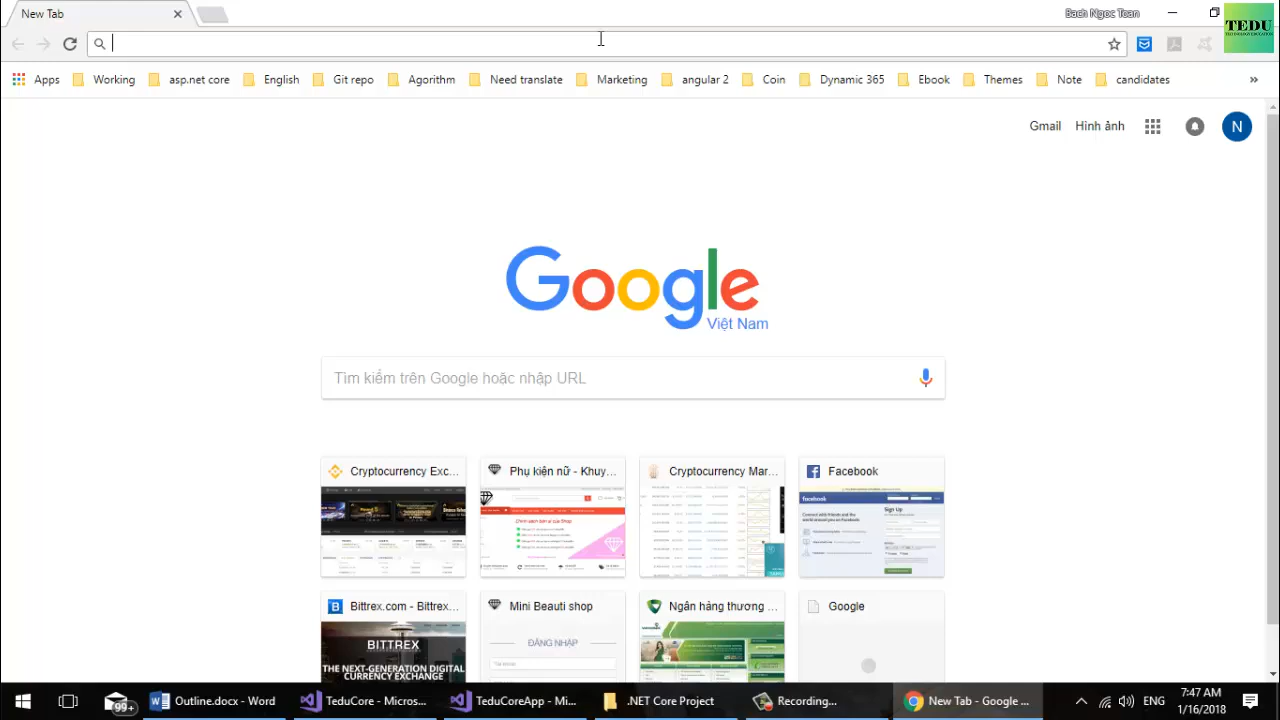 New Tab
Bach Ngoc Toan
TEDU
Apps
Working
asp.net core
English
Git repo
Agorithm
Need translate
Marketing
angular 2
Coin
Dynamic 365
Ebook
Themes
Note
candidates
»
Gmail
Hình ảnh
N
Google
Việt Nam
Tìm kiếm trên Google hoặc nhập URL
Cryptocurrency Exc...
Phụ kiện nữ - Khuy...
Cryptocurrency Mar...
Facebook
facebook
Sign Up
Bittrex.com - Bittrex...
Mini Beauti shop
Ngân hàng thương ...
Google
BITTREX
THE NEXT-GENERATION DIGITAL
CURRENCY EXCHANGE
ĐĂNG NHẬP
99+
Outline.docx - Word
TeduCore - Micros...
TeduCoreApp - Mi...
.NET Core Project
Recording...
New Tab - Google ...
ENG
7:47 AM
1/16/2018